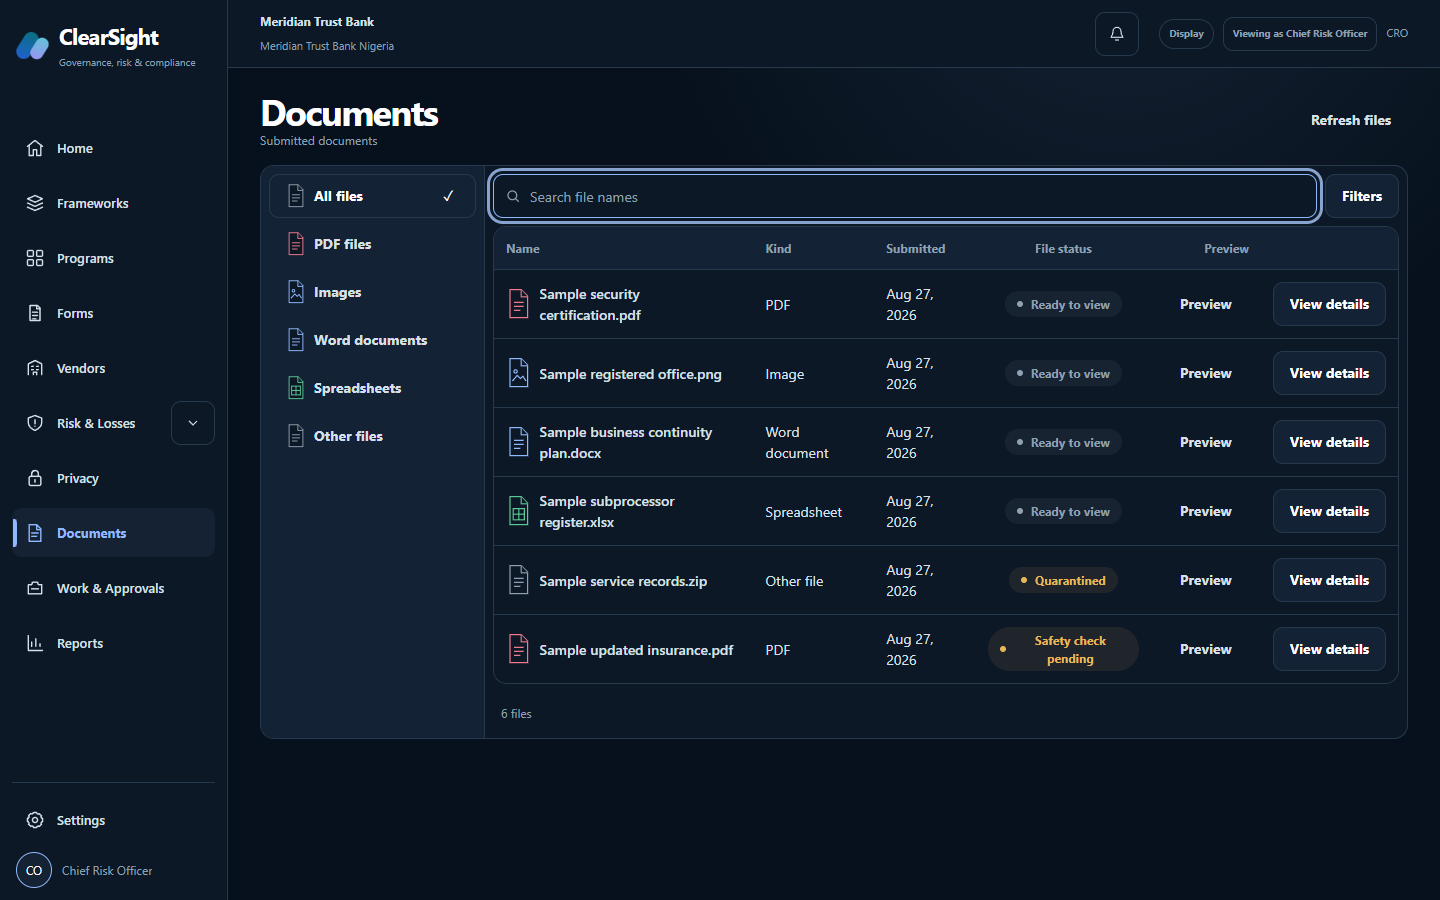 ClearSight
Governance, risk & compliance
Home
Frameworks
Programs
Forms
Vendors
Risk & Losses
Privacy
Documents
Work & Approvals
Reports
Settings
CO
Chief Risk Officer
Meridian Trust Bank
Meridian Trust Bank Nigeria
Display
Viewing as Chief Risk Officer
CRO
Documents
Submitted documents
Refresh files
All files
PDF files
Images
Word documents
Spreadsheets
Other files
Search file names
Filters
Name Kind Submitted File status Preview
Sample security
certification.pdf
PDF
Aug 27,
2026
Ready to view
Preview
View details
Sample registered office.png
Image
Aug 27,
2026
Ready to view
Preview
View details
Sample business continuity
plan.docx
Word
document
Aug 27,
2026
Ready to view
Preview
View details
Sample subprocessor
register.xlsx
Spreadsheet
Aug 27,
2026
Ready to view
Preview
View details
Sample service records.zip
Other file
Aug 27,
2026
Quarantined
Preview
View details
Sample updated insurance.pdf
PDF
Aug 27,
2026
Safety check
pending
Preview
View details
6 files